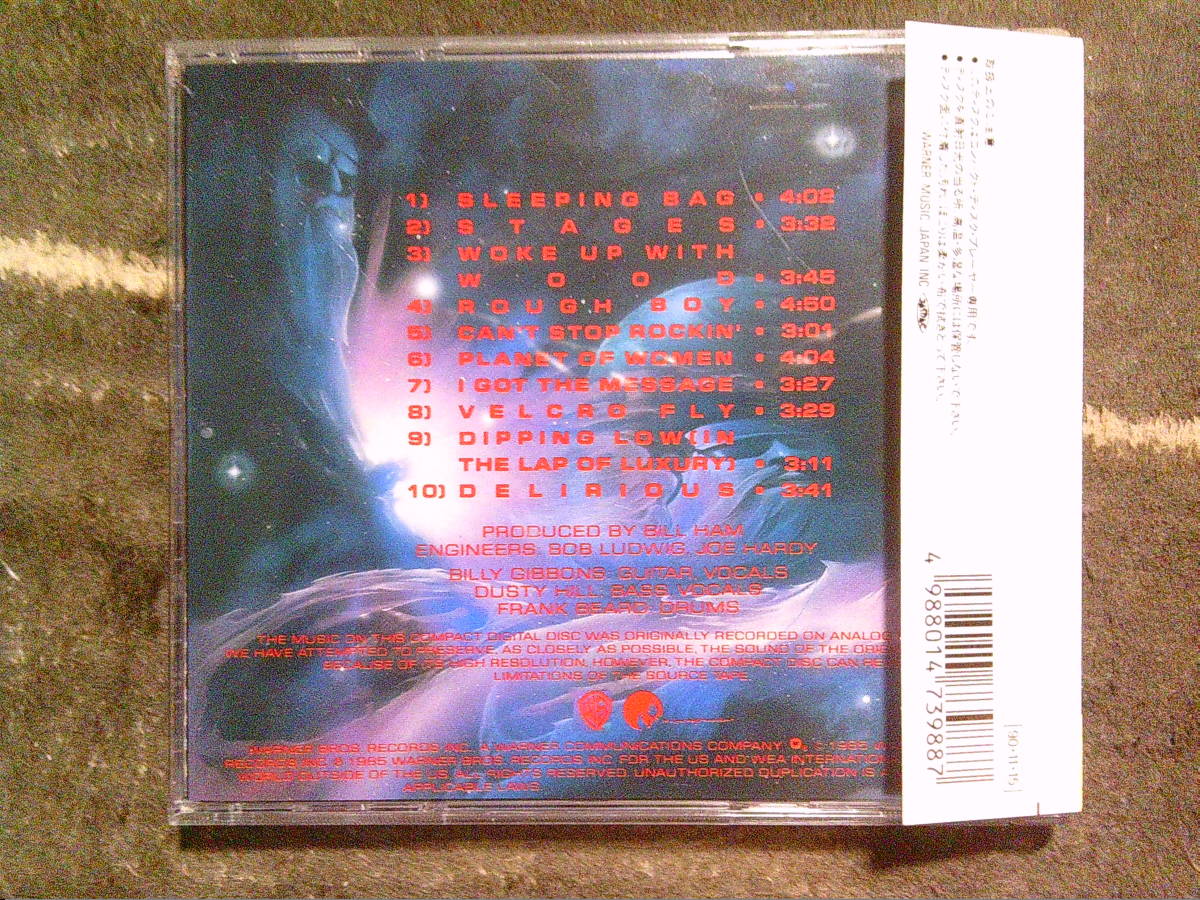 1) SLEEPING BAG • 4:02
2) STAGES • 3:32
3) WOKE UP WITH
WOOD • 3:45
4) ROUGH BOY • 4:50
5) CAN'T STOP ROCKIN' • 3:01
6) PLANET OF WOMEN • 4:04
7) I GOT THE MESSAGE • 3:27
8) VELCRO FLY • 3:29
9) DIPPING LOW (IN
THE LAP OF LUXURY) • 3:11
10) DELIRIOUS • 3:41
PRODUCED BY BILL HAM
ENGINEERS: BOB LUDWIG, JOE HARDY
BILLY GIBBONS: GUITAR, VOCALS
DUSTY HILL: BASS, VOCALS
FRANK BEARD: DRUMS
THE MUSIC ON THIS COMPACT DIGITAL DISC WAS ORIGINALLY RECORDED ON ANALOG
WE HAVE ATTEMPTED TO PRESERVE, AS CLOSELY AS POSSIBLE, THE SOUND OF THE ORI
BECAUSE OF ITS HIGH RESOLUTION, HOWEVER, THE COMPACT DISC CAN RE
LIMITATIONS OF THE SOURCE TAPE.
WARNER BROS. RECORDS INC. A WARNER COMMUNICATIONS COMPANY © 1985
RECORDS INC. ℗ 1985 WARNER BROS. RECORDS INC. FOR THE US AND WEA INTERNATIO
WORLD OUTSIDE OF THE US. ALL RIGHTS RESERVED. UNAUTHORIZED DUPLICATION IS A
APPLICABLE LAWS.
WARNER MUSIC JAPAN INC.
4 988014 739887
(90·11·15)